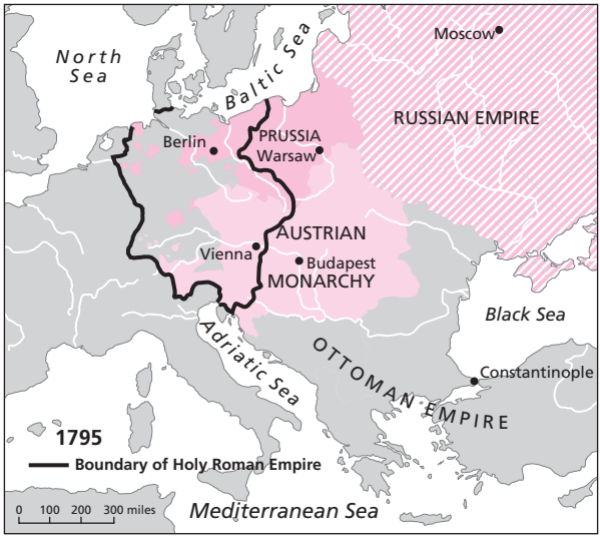 Moscow
North
Sea
Baltic Sea
RUSSIAN EMPIRE
Berlin
PRUSSIA
Warsaw
AUSTRIAN
Vienna
Budapest
MONARCHY
Black Sea
Adriatic Sea
OTTOMAN EMPIRE
Constantinople
1795
Boundary of Holy Roman Empire
0 100 200 300 miles
Mediterranean Sea